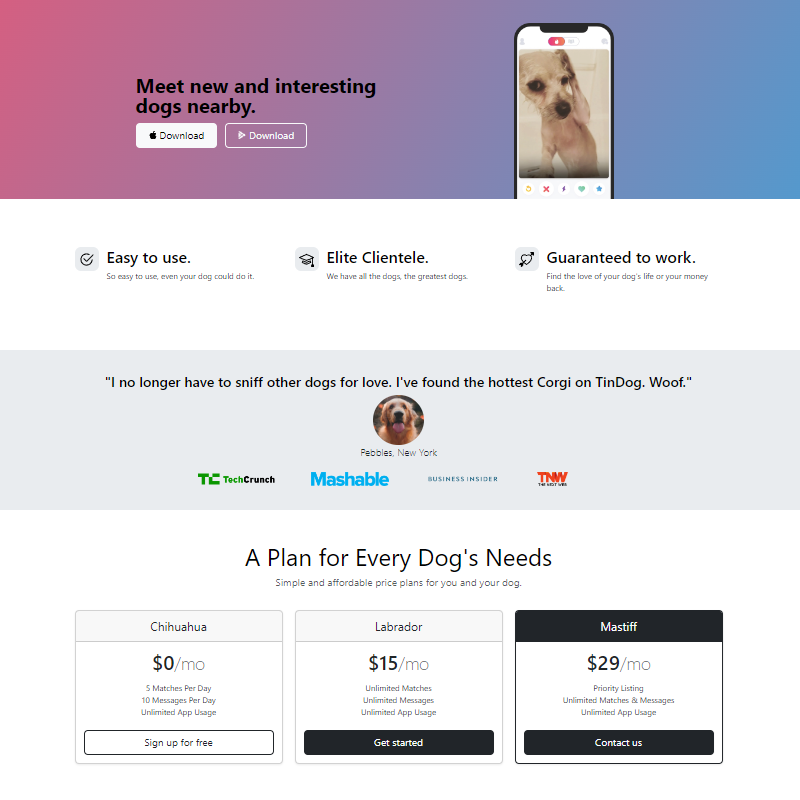 Meet new and interesting
dogs nearby.
Download
Download
Easy to use.
So easy to use, even your dog could do it.
Elite Clientele.
We have all the dogs, the greatest dogs.
Guaranteed to work.
Find the love of your dog's life or your money
back.
"I no longer have to sniff other dogs for love. I've found the hottest Corgi on TinDog. Woof."
Pebbles, New York
TC TechCrunch
Mashable
BUSINESS INSIDER
TNW
THE NEXT WEB
A Plan for Every Dog's Needs
Simple and affordable price plans for you and your dog.
Chihuahua
$0/mo
5 Matches Per Day
10 Messages Per Day
Unlimited App Usage
Sign up for free
Labrador
$15/mo
Unlimited Matches
Unlimited Messages
Unlimited App Usage
Get started
Mastiff
$29/mo
Priority Listing
Unlimited Matches & Messages
Unlimited App Usage
Contact us